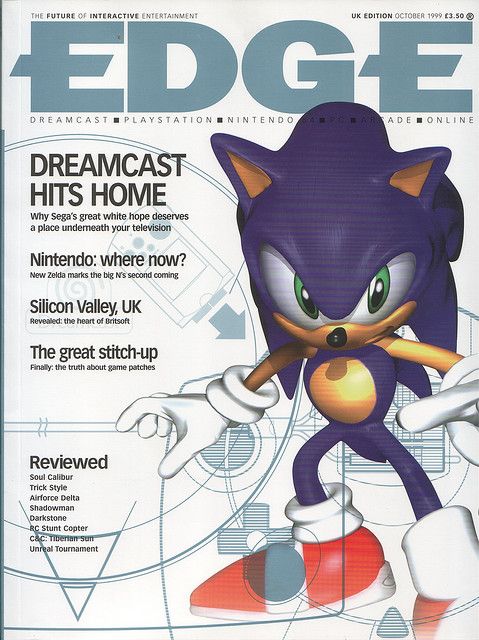 THE FUTURE OF INTERACTIVE ENTERTAINMENT
UK EDITION OCTOBER 1999 £3.50
EDGE
DREAMCAST ■ PLAYSTATION ■ NINTENDO 64 ■ PC ■ ARCADE ■ ONLINE
DREAMCAST
HITS HOME
Why Sega's great white hope deserves
a place underneath your television
Nintendo: where now?
New Zelda marks the big N's second coming
Silicon Valley, UK
Revealed: the heart of Britsoft
The great stitch-up
Finally: the truth about game patches
Reviewed
Soul Calibur
Trick Style
Airforce Delta
Shadowman
Darkstone
RC Stunt Copter
C&C: Tiberian Sun
Unreal Tournament